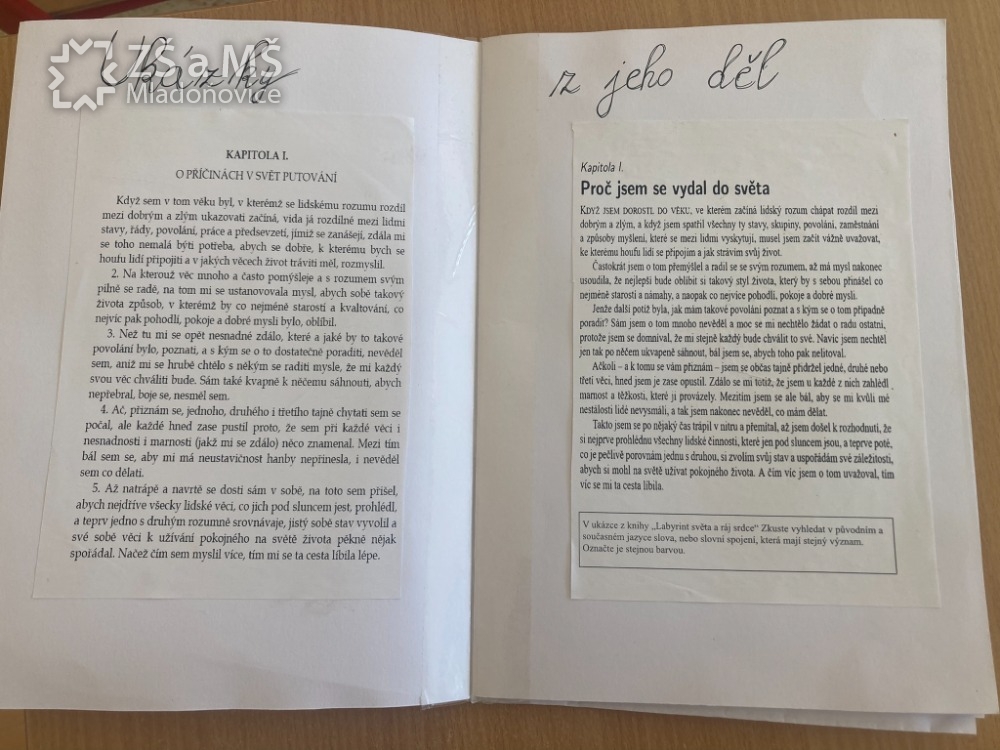 Ukázky
ZŠ a MŠ
Mladoňovice
KAPITOLA I.
O PŘÍČINÁCH V SVĚT PUTOVÁNÍ
Když sem v tom věku byl, v kterémž se lidskému rozumu rozdíl
mezi dobrým a zlým ukazovati začíná, vida já rozdílné mezi lidmi
stavy, řády, povolání, práce a předsevzetí, jimiž se zanášejí, zdála mi
se toho nemalá býti potřeba, abych se dobře, k kterému bych se
houfu lidí připojiti a v jakých věcech život tráviti měl, rozmyslil.
2. Na kterouž věc mnoho a často pomýšleje a s rozumem svým
pilně se radě, na tom mi se ustanovovala mysl, abych sobě takový
života způsob, v kterémž by co nejméně starostí a kvaltování, co
nejvíc pak pohodlí, pokoje a dobré mysli bylo, oblíbil.
3. Než tu mi se opět nesnadné zdálo, které a jaké by to takové
povolání bylo, poznati, a s kým se o to dostatečně poraditi, nevěděl
sem, aniž mi se hrubě chtělo s někým se raditi mysle, že mi každý
svou věc chváliti bude. Sám také kvapně k něčemu sáhnouti, abych
nepřebral, boje se, nesměl sem.
4. Ač, přiznám se, jednoho, druhého i třetího tajně chytati sem se
počal, ale každé hned zase pustil proto, že sem při každé věci i
nesnadnosti i marnosti (jakž mi se zdálo) něco znamenal. Mezi tím
bál sem se, aby mi má neustavičnost hanby nepřinesla, i nevěděl
sem co dělati.
5. Až natrápě a navrtě se dosti sám v sobě, na toto sem přišel,
abych nejdříve všecky lidské věci, co jich pod sluncem jest, prohlédl,
a teprv jedno s druhým rozumně srovnávaje, jistý sobě stav vyvolil a
své sobě věci k užívání pokojného na světě života pěkně nějak
spořádal. Načež čím sem myslil více, tím mi se ta cesta líbila lépe.
z jeho děl
Kapitola I.
Proč jsem se vydal do světa
KDYŽ JSEM DOROSTL DO VĚKU, ve kterém začíná lidský rozum chápat rozdíl mezi
dobrým a zlým, a když jsem spatřil všechny ty stavy, skupiny, povolání, zaměstnání
a způsoby myšlení, které se mezi lidmi vyskytují, musel jsem začít vážně uvažovat,
ke kterému houfu lidí se připojím a jak strávím svůj život.
Častokrát jsem o tom přemýšlel a radil se se svým rozumem, až má mysl nakonec
usoudila, že nejlepší bude oblíbit si takový styl života, který by s sebou přinášel co
nejméně starostí a námahy, a naopak co nejvíce pohodlí, pokoje a dobré mysli.
Jenže další potíž byla, jak mám takové povolání poznat a s kým se o tom případně
poradit? Sám jsem o tom mnoho nevěděl a moc se mi nechtělo žádat o radu ostatní,
protože jsem se domníval, že mi stejně každý bude chválit to své. Navíc jsem nechtěl
jen tak po něčem ukvapeně sáhnout, bál jsem se, abych toho pak nelitoval.
Ačkoli – a k tomu se vám přiznám – jsem se občas tajně přidržel jedné, druhé nebo
třetí věci, hned jsem je zase opustil. Zdálo se mi totiž, že jsem u každé z nich zahlédl
marnost a těžkosti, které ji provázely. Mezitím jsem se ale bál, aby se mi kvůli mé
nestálosti lidé nevysmáli, a tak jsem nakonec nevěděl, co mám dělat.
Takto jsem se po nějaký čas trápil v nitru a přemítal, až jsem došel k rozhodnutí, že
si nejprve prohlédnu všechny lidské činnosti, které jen pod sluncem jsou, a teprve poté,
co je pečlivě porovnám jednu s druhou, si zvolím svůj stav a uspořádám své záležitosti,
abych si mohl na světě užívat pokojného života. A čím víc jsem o tom uvažoval, tím
víc se mi ta cesta líbila.
V ukázce z knihy „Labyrint světa a ráj srdce" Zkuste vyhledat v původním a
současném jazyce slova, nebo slovní spojení, která mají stejný význam.
Označte je stejnou barvou.